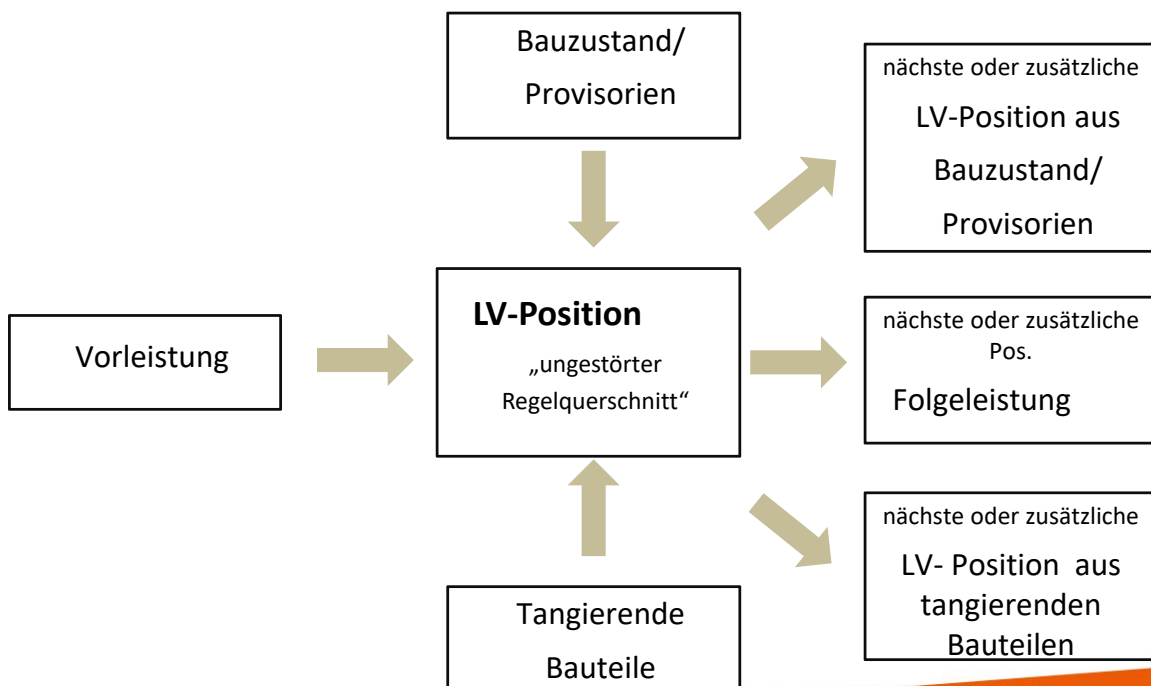 Bauzustand/
Provisorien
nächste oder zusätzliche
LV-Position aus
Bauzustand/
Provisorien
Vorleistung
LV-Position
„ungestörter
Regelquerschnitt“
nächste oder zusätzliche
Pos.
Folgeleistung
Tangierende
Bauteile
nächste oder zusätzliche
LV- Position aus
tangierenden
Bauteilen